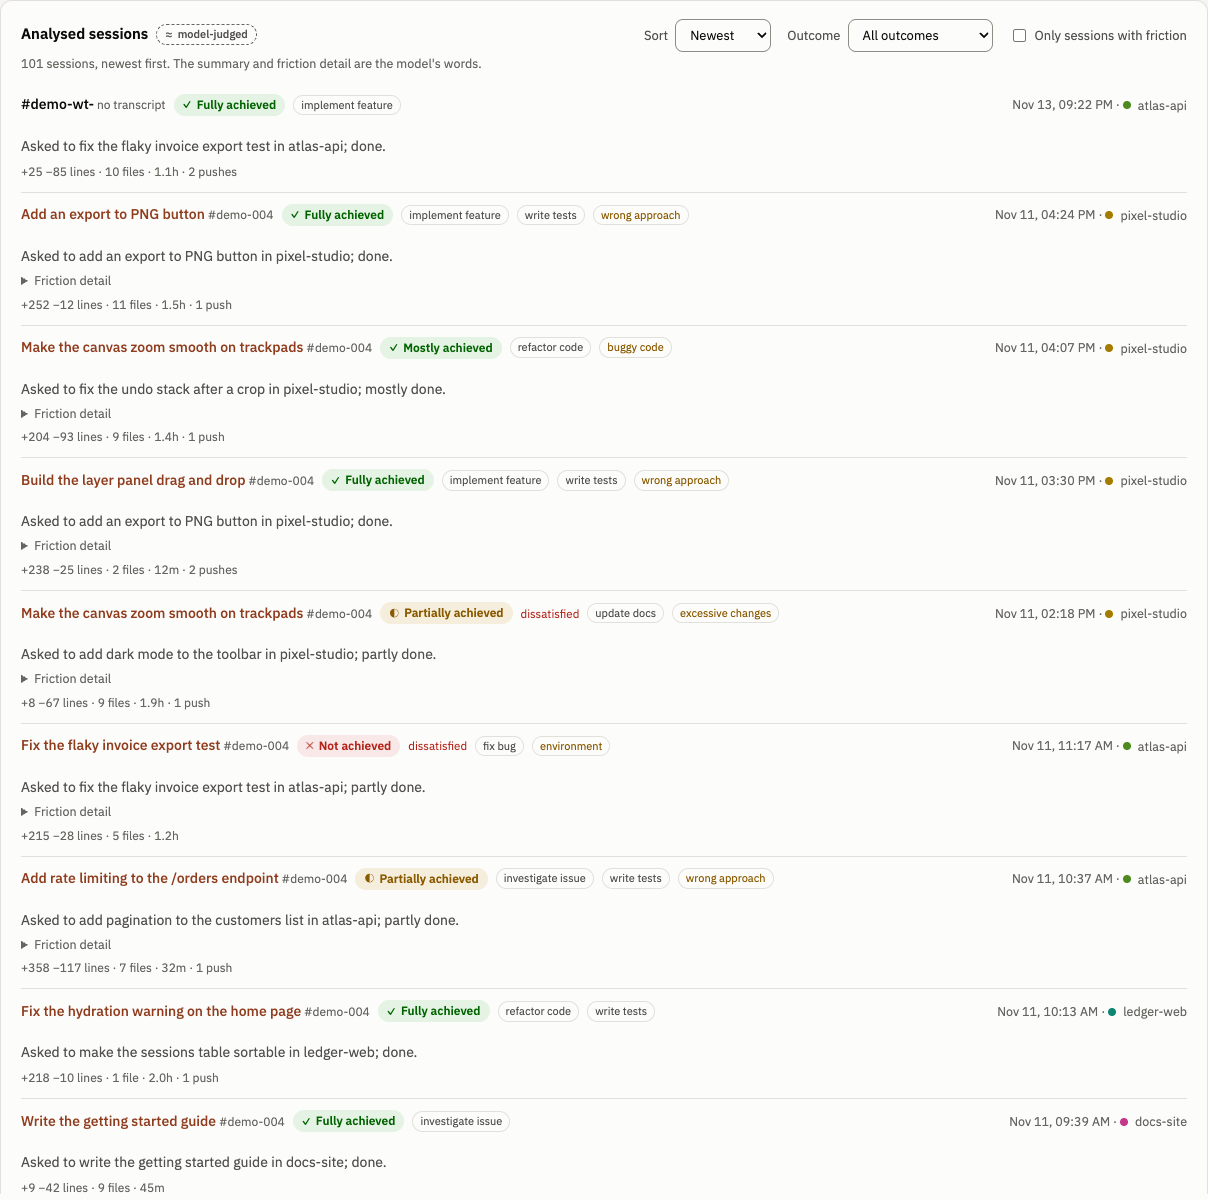 Analysed sessions ≈ model-judged Sort Newest Outcome All outcomes Only sessions with friction
101 sessions, newest first. The summary and friction detail are the model's words.
#demo-wt- no transcript ✓ Fully achieved implement feature Nov 13, 09:22 PM · atlas-api
Asked to fix the flaky invoice export test in atlas-api; done.
+25 −85 lines · 10 files · 1.1h · 2 pushes
Add an export to PNG button #demo-004 ✓ Fully achieved implement feature write tests wrong approach Nov 11, 04:24 PM · pixel-studio
Asked to add an export to PNG button in pixel-studio; done.
Friction detail
+252 −12 lines · 11 files · 1.5h · 1 push
Make the canvas zoom smooth on trackpads #demo-004 ✓ Mostly achieved refactor code buggy code Nov 11, 04:07 PM · pixel-studio
Asked to fix the undo stack after a crop in pixel-studio; mostly done.
Friction detail
+204 −93 lines · 9 files · 1.4h · 1 push
Build the layer panel drag and drop #demo-004 ✓ Fully achieved implement feature write tests wrong approach Nov 11, 03:30 PM · pixel-studio
Asked to add an export to PNG button in pixel-studio; done.
Friction detail
+238 −25 lines · 2 files · 12m · 2 pushes
Make the canvas zoom smooth on trackpads #demo-004 Partially achieved dissatisfied update docs excessive changes Nov 11, 02:18 PM · pixel-studio
Asked to add dark mode to the toolbar in pixel-studio; partly done.
Friction detail
+8 −67 lines · 9 files · 1.9h · 1 push
Fix the flaky invoice export test #demo-004 ✕ Not achieved dissatisfied fix bug environment Nov 11, 11:17 AM · atlas-api
Asked to fix the flaky invoice export test in atlas-api; partly done.
Friction detail
+215 −28 lines · 5 files · 1.2h
Add rate limiting to the /orders endpoint #demo-004 Partially achieved investigate issue write tests wrong approach Nov 11, 10:37 AM · atlas-api
Asked to add pagination to the customers list in atlas-api; partly done.
Friction detail
+358 −117 lines · 7 files · 32m · 1 push
Fix the hydration warning on the home page #demo-004 ✓ Fully achieved refactor code write tests Nov 11, 10:13 AM · ledger-web
Asked to make the sessions table sortable in ledger-web; done.
+218 −10 lines · 1 file · 2.0h · 1 push
Write the getting started guide #demo-004 ✓ Fully achieved investigate issue Nov 11, 09:39 AM · docs-site
Asked to write the getting started guide in docs-site; done.
+9 −42 lines · 9 files · 45m